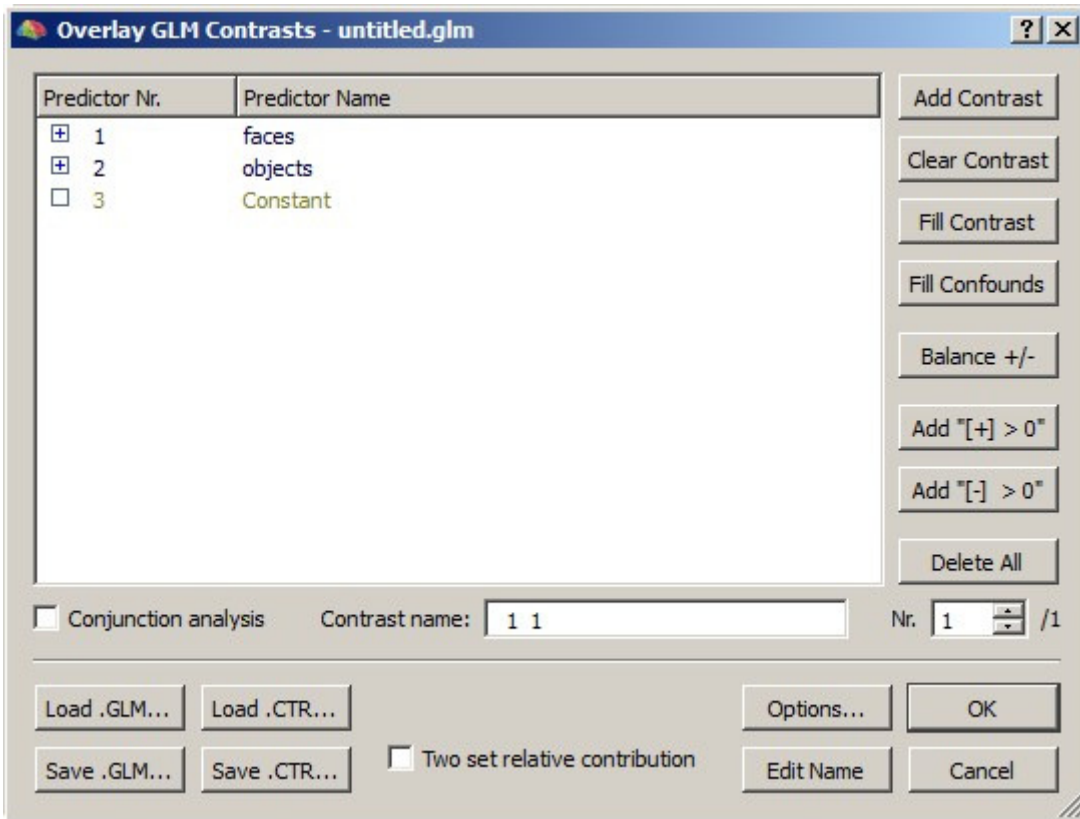 Overlay GLM Contrasts - untitled.glm
Predictor Nr. Predictor Name
1 faces
2 objects
3 Constant
Add Contrast
Clear Contrast
Fill Contrast
Fill Confounds
Balance +/-
Add "[+] > 0"
Add "[-] > 0"
Delete All
Conjunction analysis Contrast name: 1 1 Nr. 1 /1
Load .GLM... Load .CTR... Options... OK
Save .GLM... Save .CTR... Two set relative contribution Edit Name Cancel